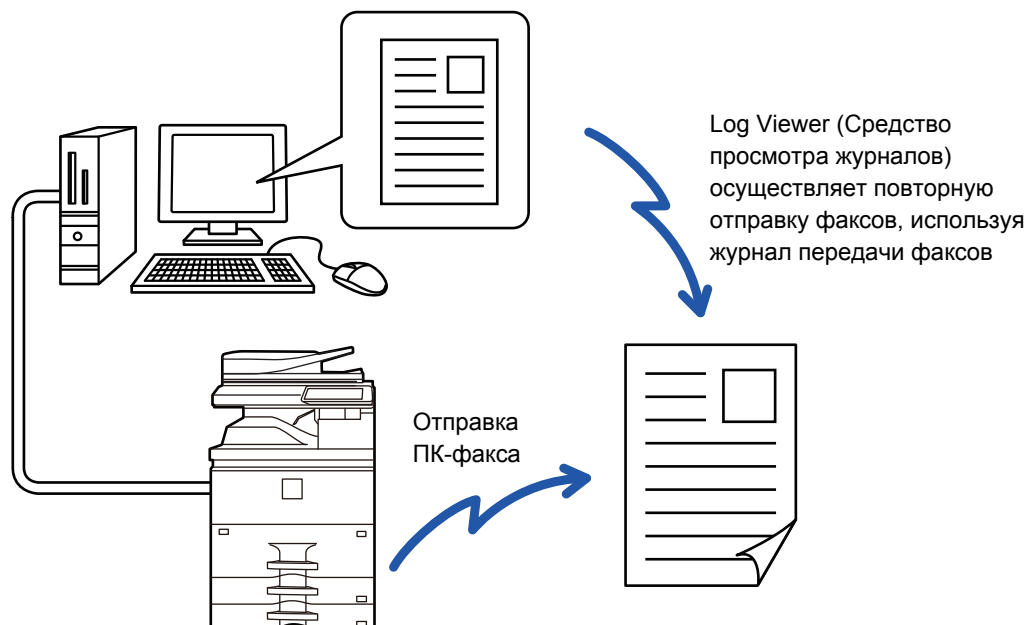 Log Viewer (Средство
просмотра журналов)
осуществляет повторную
отправку факсов, используя
журнал передачи факсов
Отправка
ПК-факса